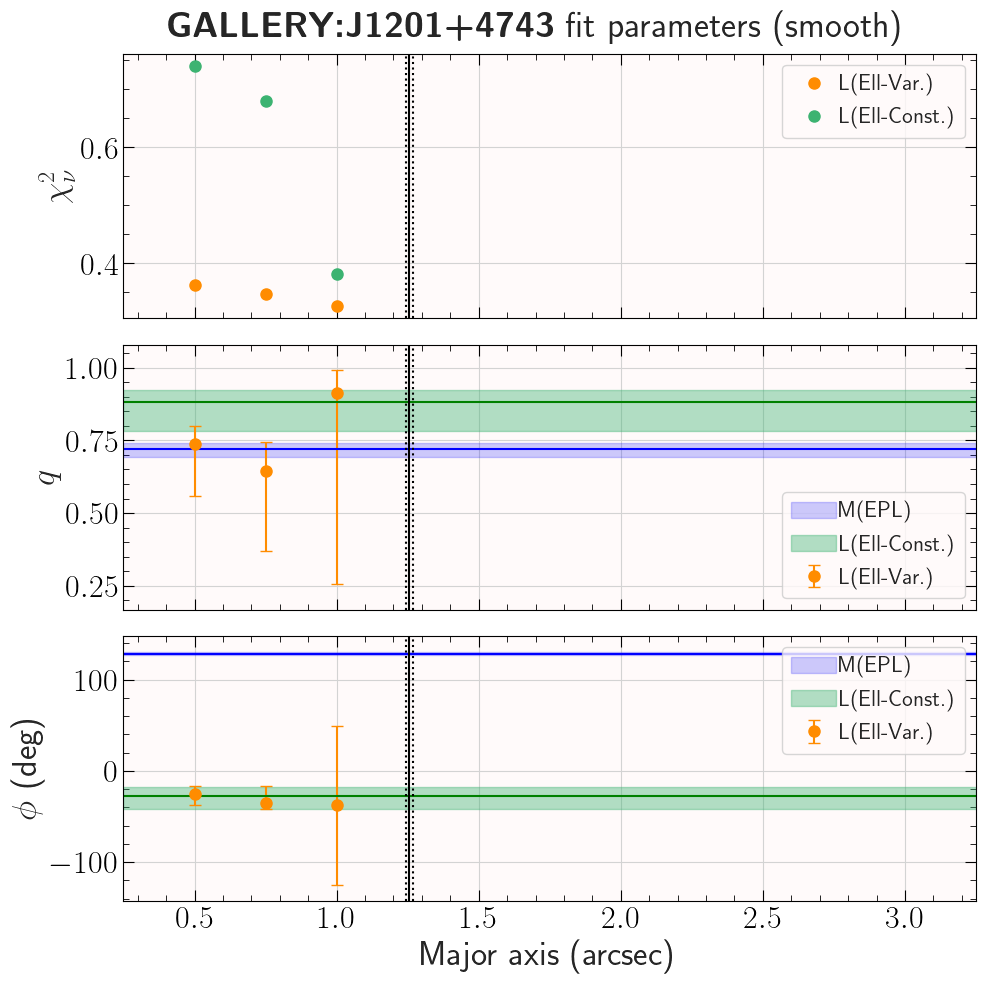 GALLERY:J1201+4743 fit parameters (smooth)
L(Ell-Var.)
L(Ell-Const.)
0.6
0.4
χ²ν
1.00
0.75
0.50
0.25
q
M(EPL)
L(Ell-Const.)
L(Ell-Var.)
100
0
−100
ϕ (deg)
M(EPL)
L(Ell-Const.)
L(Ell-Var.)
0.5 1.0 1.5 2.0 2.5 3.0
Major axis (arcsec)